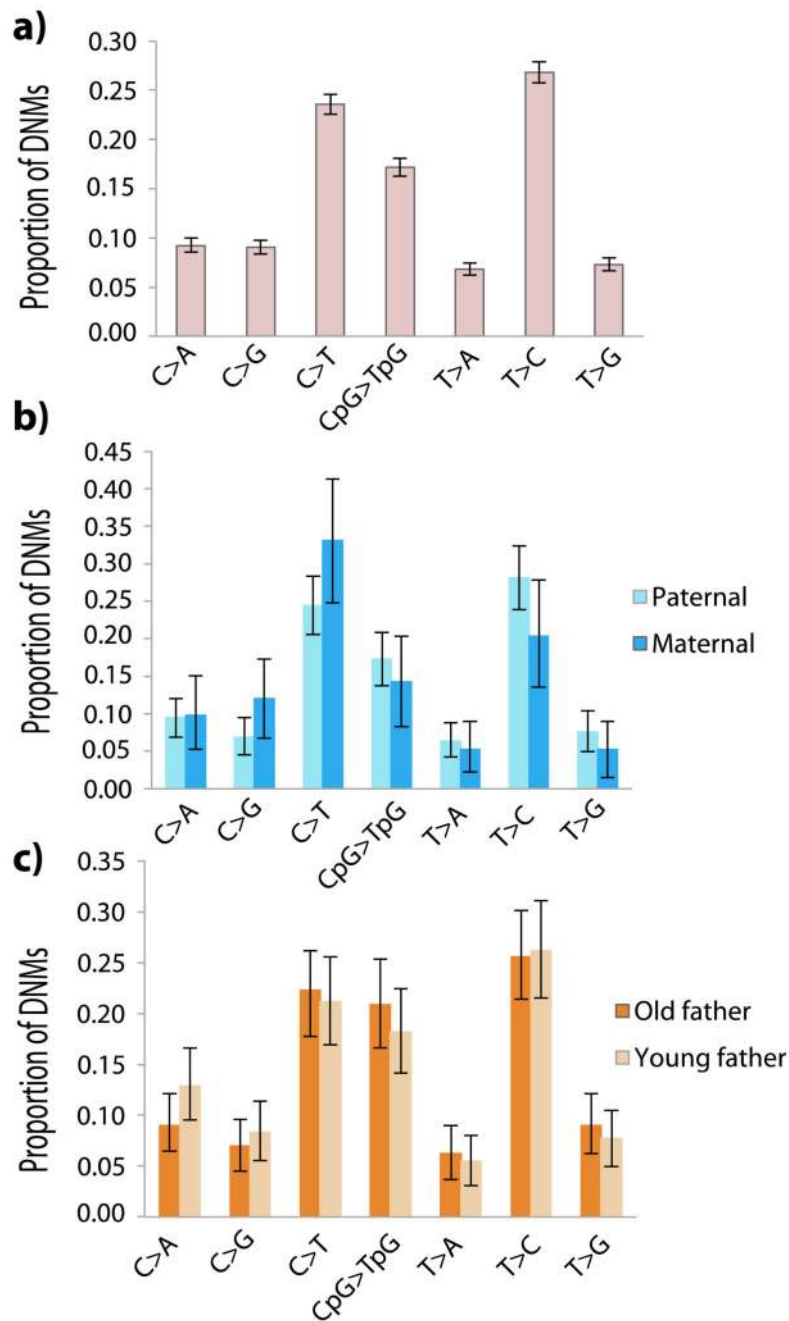 a)
Proportion of DNMs
0.30
0.25
0.20
0.15
0.10
0.05
0.00
C>A
C>G
C>T
CpG>TpG
T>A
T>C
T>G
b)
Proportion of DNMs
0.45
0.40
0.35
0.30
0.25
0.20
0.15
0.10
0.05
0.00
Paternal
Maternal
C>A
C>G
C>T
CpG>TpG
T>A
T>C
T>G
c)
Proportion of DNMs
0.35
0.30
0.25
0.20
0.15
0.10
0.05
0.00
Old father
Young father
C>A
C>G
C>T
CpG>TpG
T>A
T>C
T>G